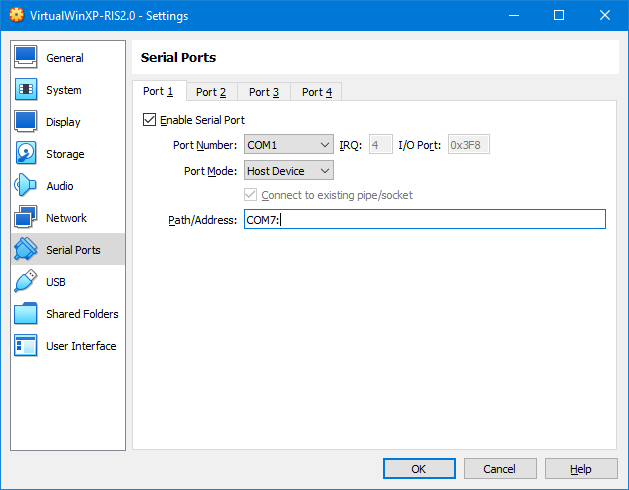 VirtualWinXP-RIS2.0 - Settings
General
System
Display
Storage
Audio
Network
Serial Ports
USB
Shared Folders
User Interface
Serial Ports
Port 1 Port 2 Port 3 Port 4
Enable Serial Port
Port Number: COM1 IRQ: 4 I/O Port: 0x3F8
Port Mode: Host Device
Connect to existing pipe/socket
Path/Address: COM7:
OK Cancel Help